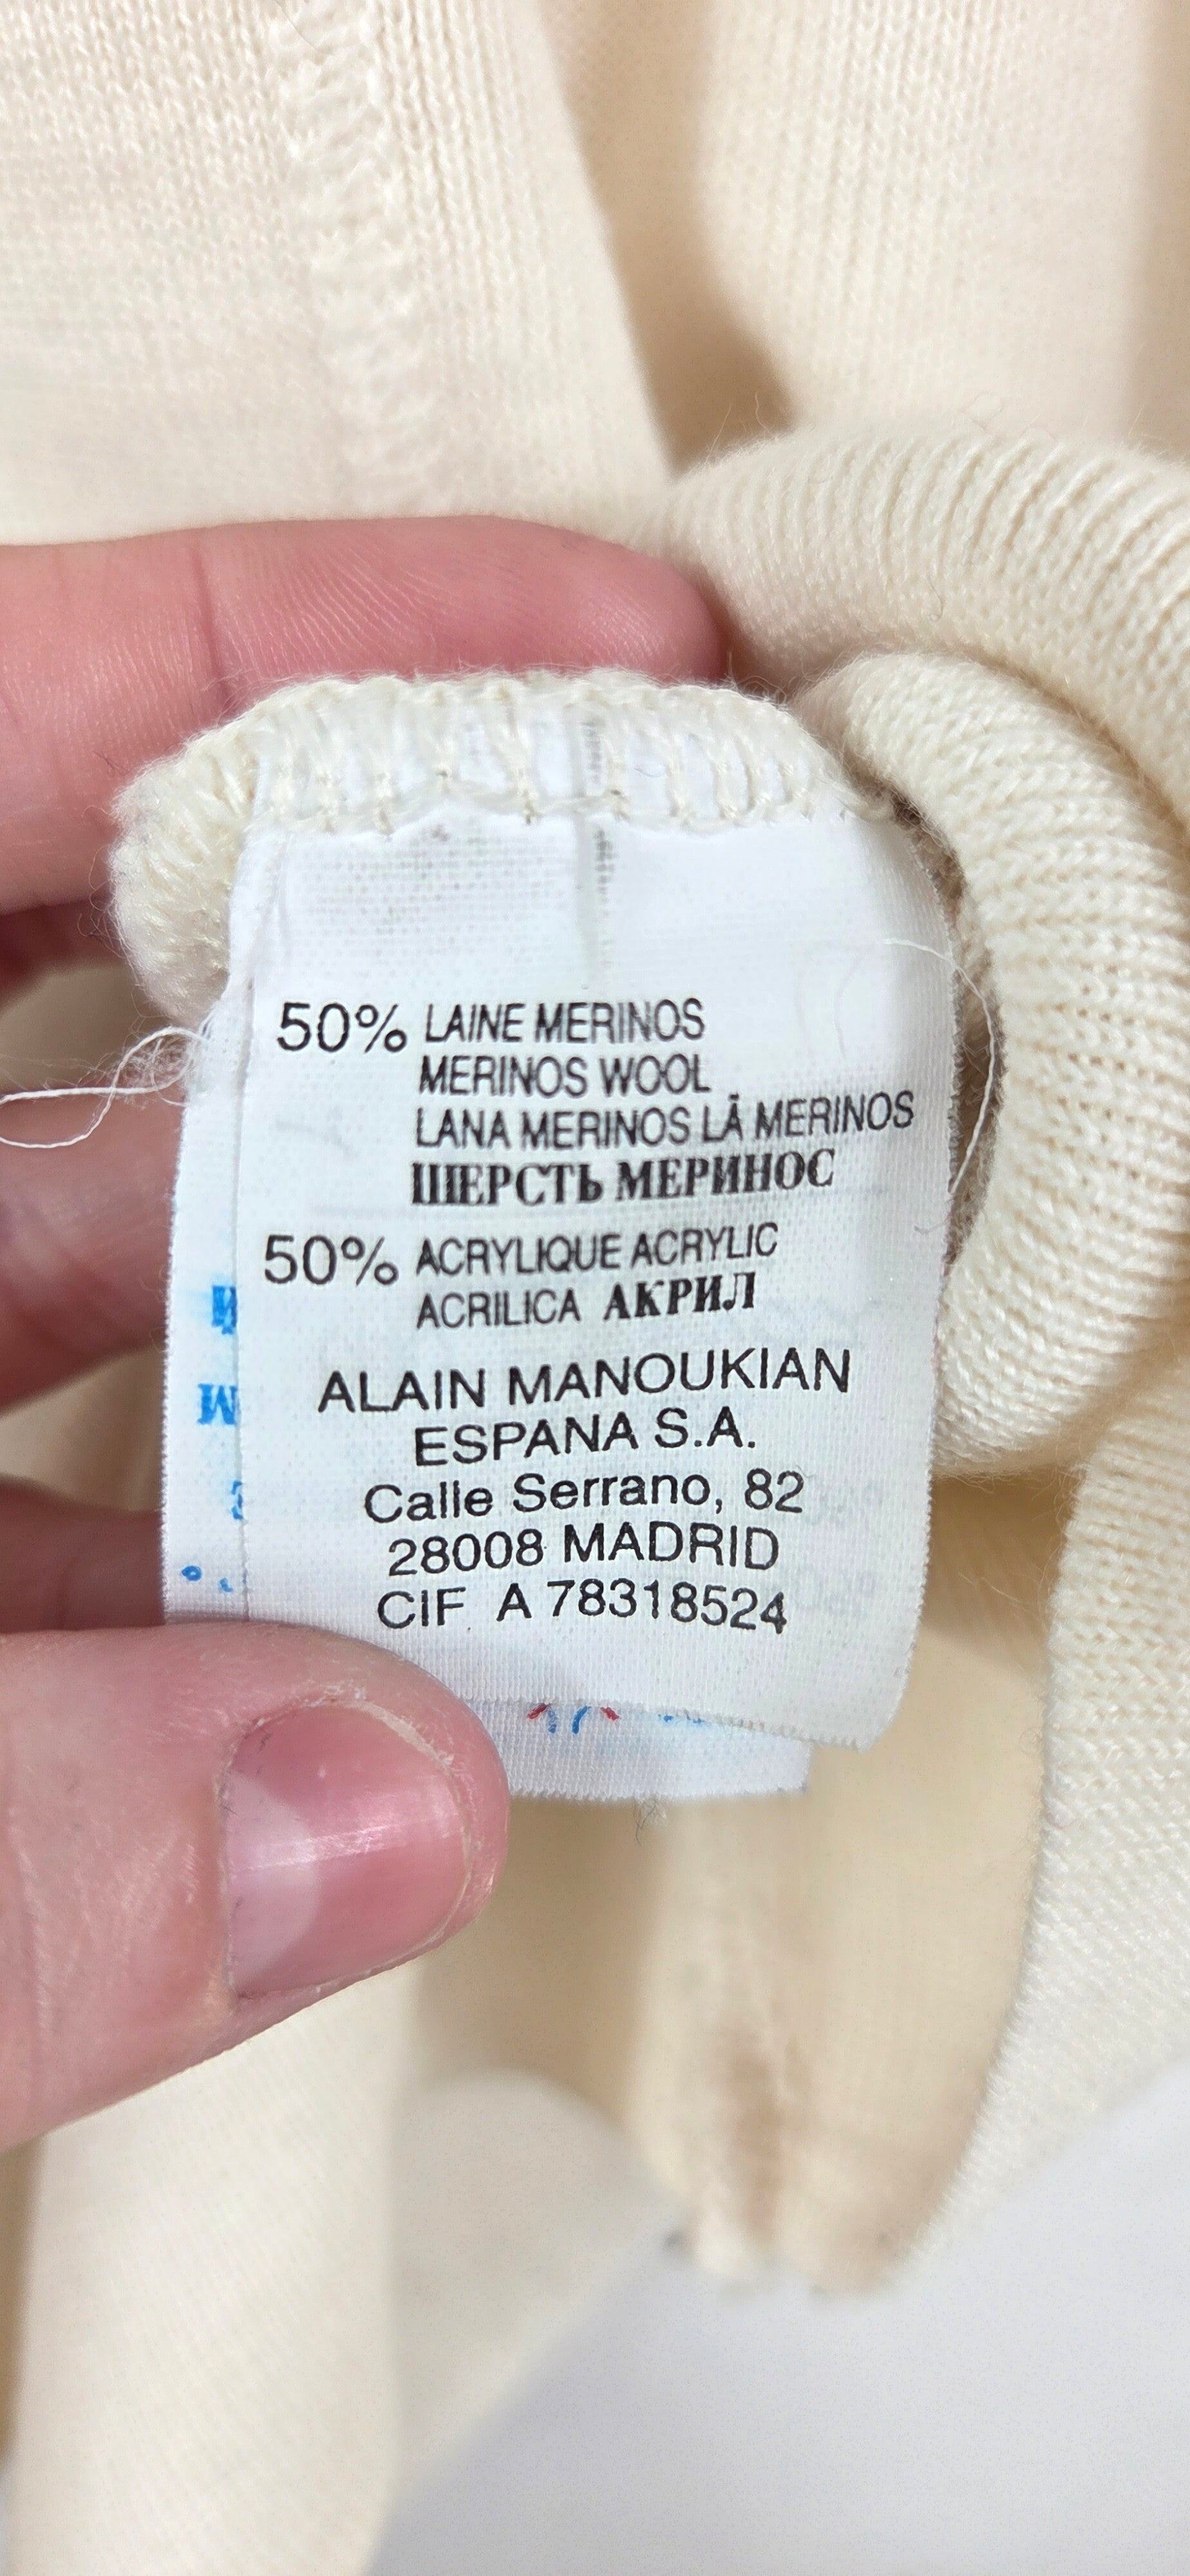 50% LAINE MERINOS
MERINOS WOOL
LANA MERINOS LÃ MERINOS
ШЕРСТЬ МЕРИНОС
50% ACRYLIQUE ACRYLIC
ACRILICA АКРИЛ
ALAIN MANOUKIAN
ESPANA S.A.
Calle Serrano, 82
28008 MADRID
CIF A 78318524